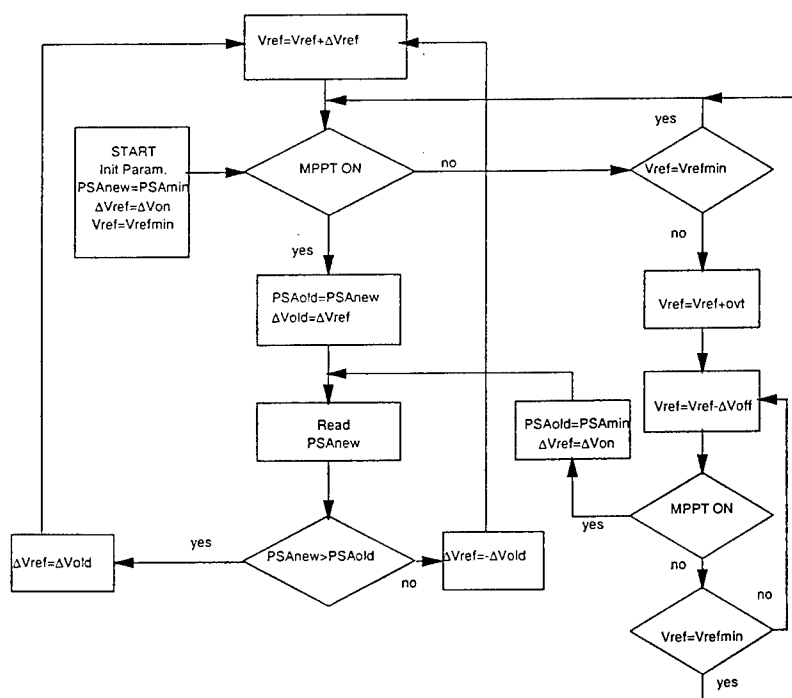 Vref=Vref+ΔVref
START
Init Param.
PSAnew=PSAmin
ΔVref=ΔVon
Vref=Vrefmin
MPPT ON
no
yes
Vref=Vrefmin
yes
no
PSAold=PSAnew
ΔVold=ΔVref
Vref=Vref+ovt
Read
PSAnew
PSAold=PSAmin
ΔVref=ΔVon
Vref=Vref-ΔVoff
MPPT ON
yes
no
ΔVref=ΔVold
yes
PSAnew>PSAold
no
ΔVref=-ΔVold
Vref=Vrefmin
no
yes